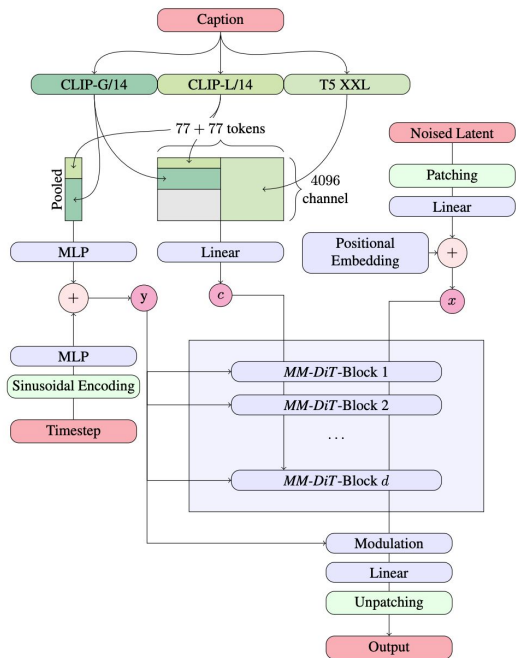 Caption
CLIP-G/14
CLIP-L/14
T5 XXL
77 + 77 tokens
Noised Latent
Pooled
4096
channel
Patching
Linear
MLP
Linear
Positional
Embedding
+
+
y
c
x
MLP
Sinusoidal Encoding
Timestep
MM-DiT-Block 1
MM-DiT-Block 2
. . .
MM-DiT-Block d
Modulation
Linear
Unpatching
Output